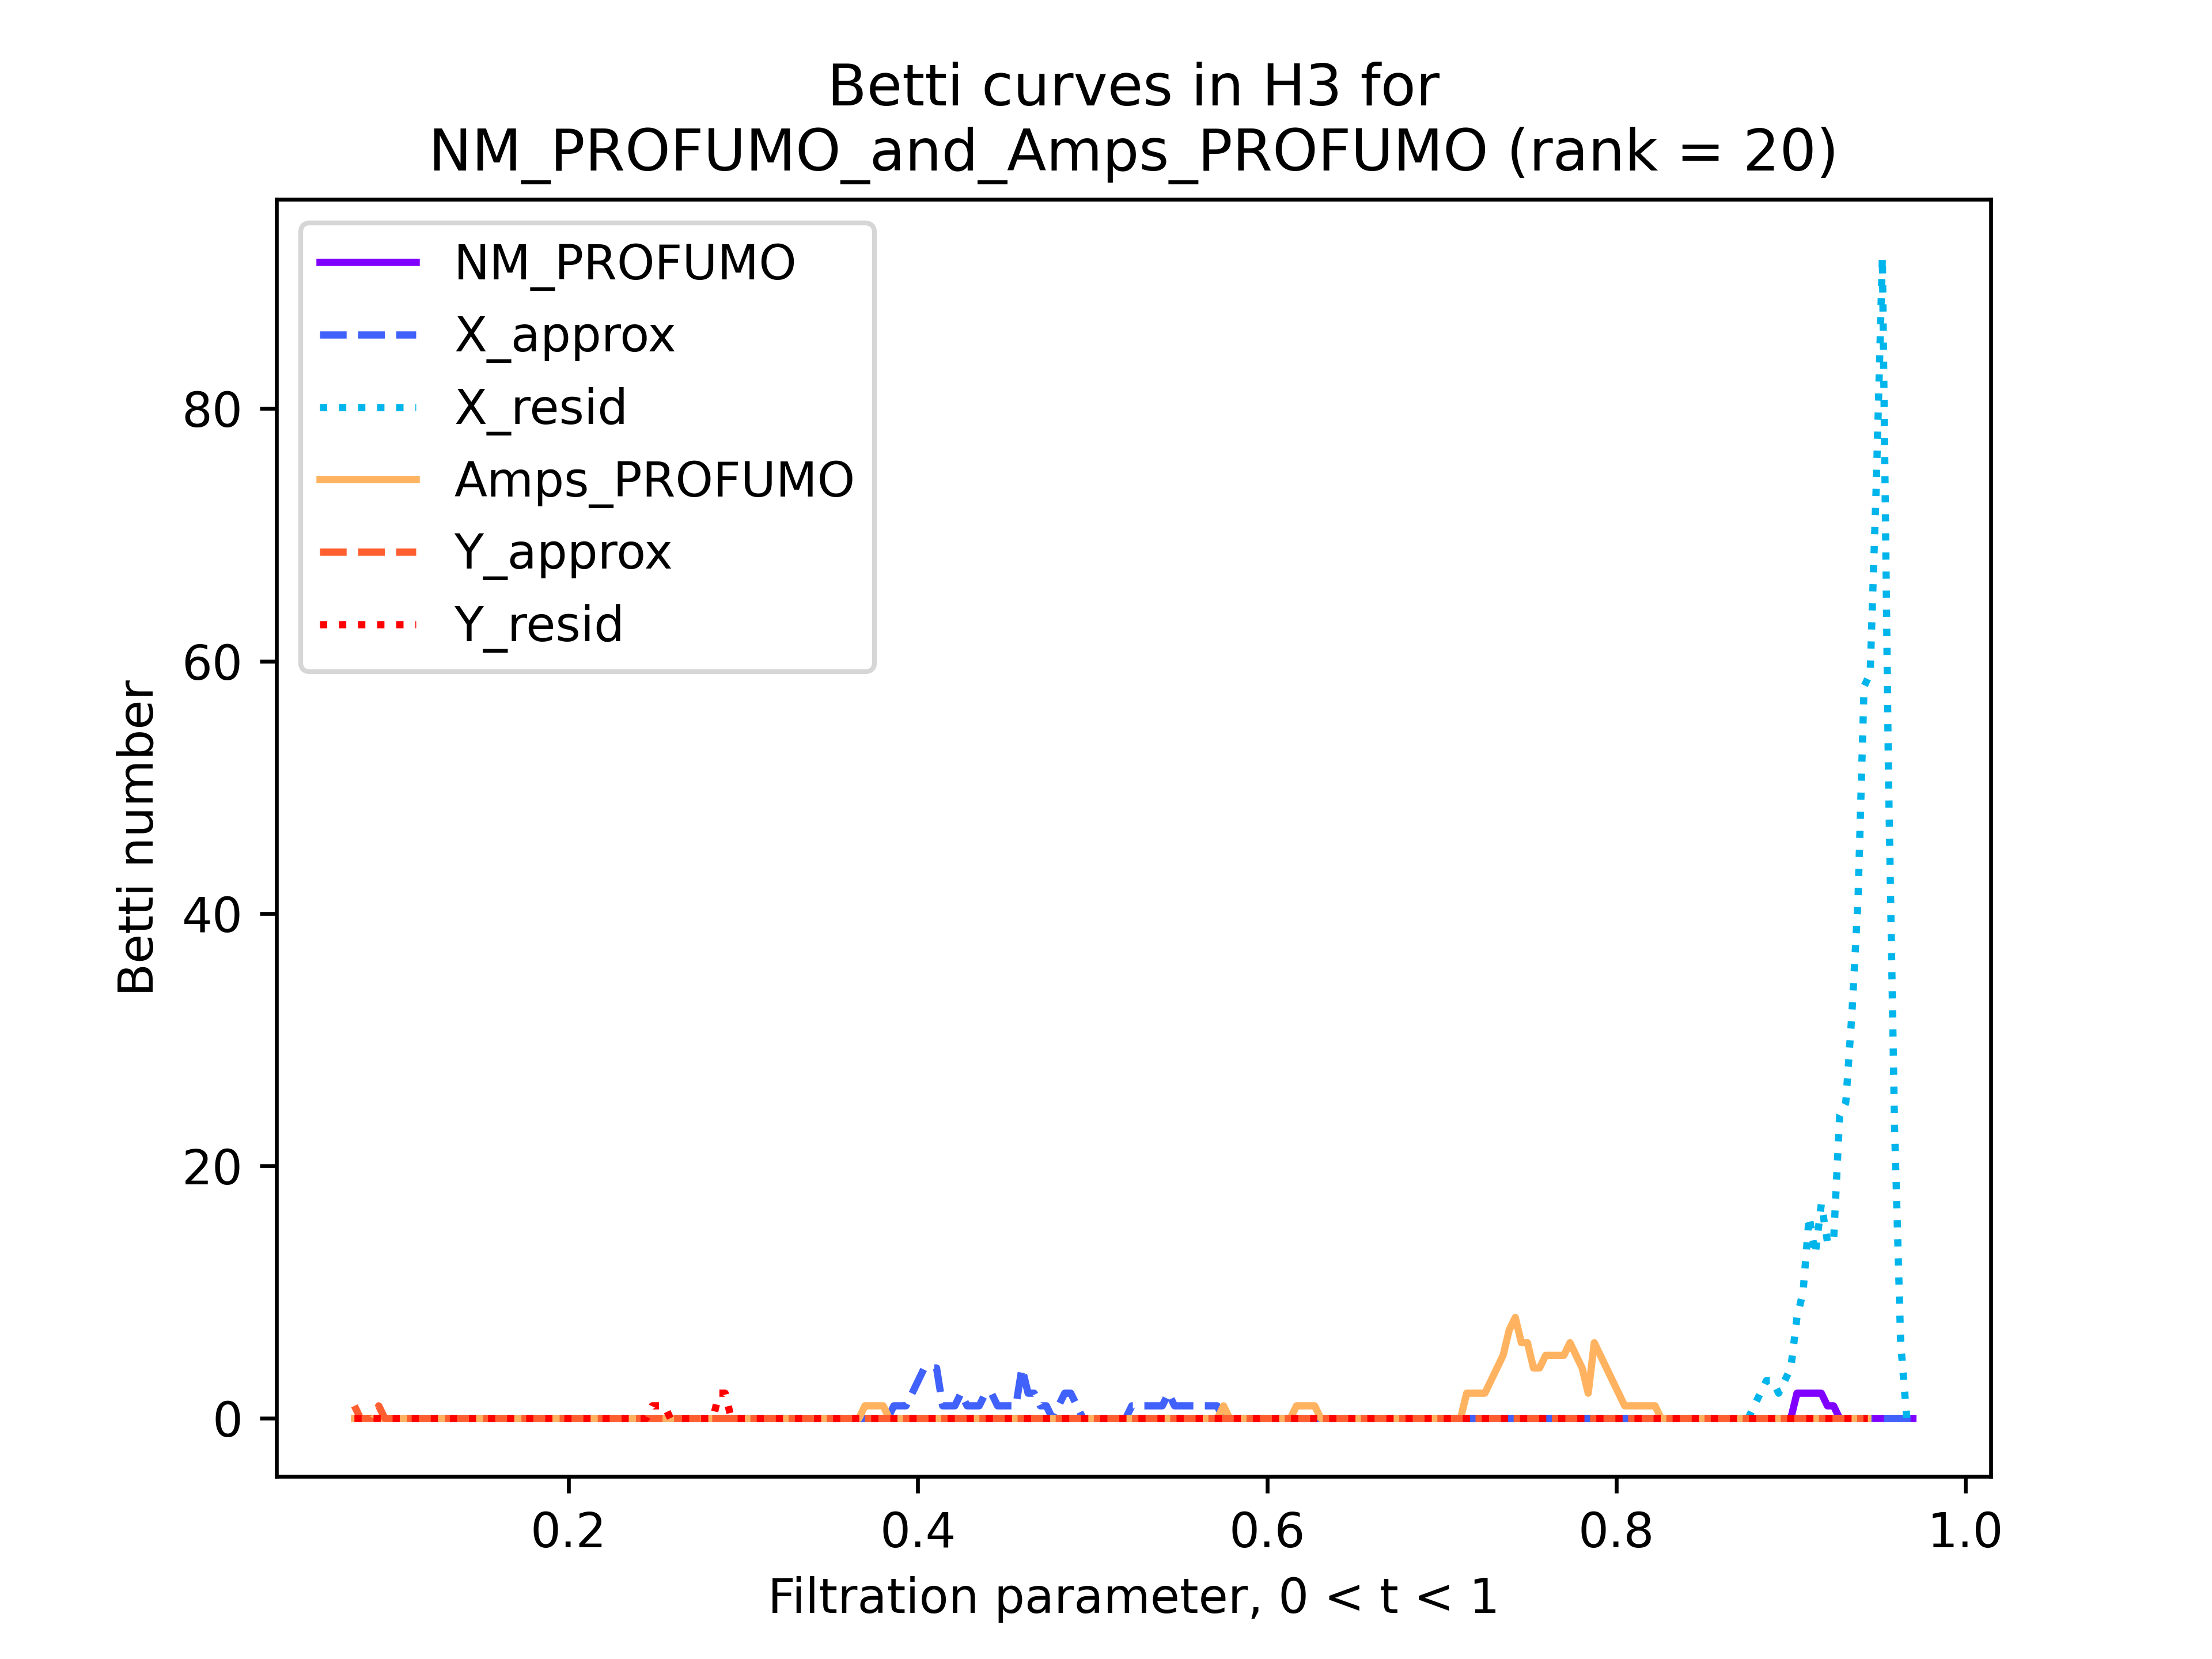 Betti curves in H3 for
NM_PROFUMO_and_Amps_PROFUMO (rank = 20)
NM_PROFUMO
X_approx
X_resid
Amps_PROFUMO
Y_approx
Y_resid
Betti number
80
60
40
20
0
0.2 0.4 0.6 0.8 1.0
Filtration parameter, 0 < t < 1